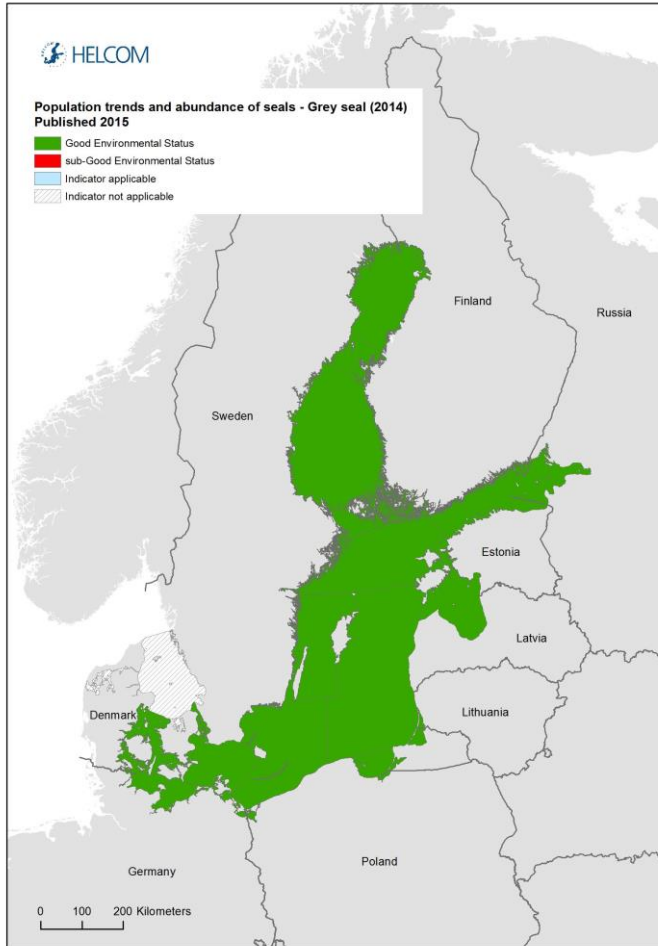 HELCOM
Population trends and abundance of seals - Grey seal (2014)
Published 2015
Good Environmental Status
sub-Good Environmental Status
Indicator applicable
Indicator not applicable
Finland
Russia
Sweden
Estonia
Latvia
Denmark
Lithuania
Poland
Germany
0 100 200 Kilometers